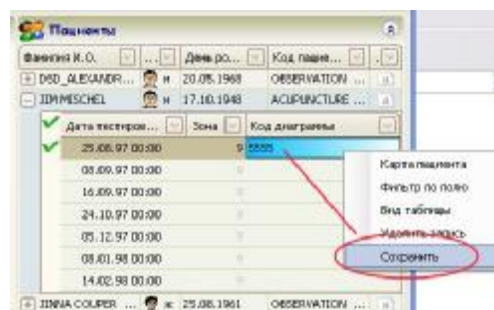 Пациенты
Фамилия И.О. ... День ро... Код пацие...
DSD_ALEXANDR... м 20.05.1968 OBSERVATION ...
JIM MESCHEL м 17.10.1948 ACUPUNCTURE ...
Дата тестиров... Зона Код диаграммы
25.08.97 00:00 9 5555
08.09.97 00:00
16.09.97 00:00
24.10.97 00:00
05.12.97 00:00
08.01.98 00:00
14.02.98 00:00
JINNA COUPER ... ж 25.08.1961 OBSERVATION ...
Карта пациента
Фильтр по полю
Вид таблицы
Удалить запись
Сохранить